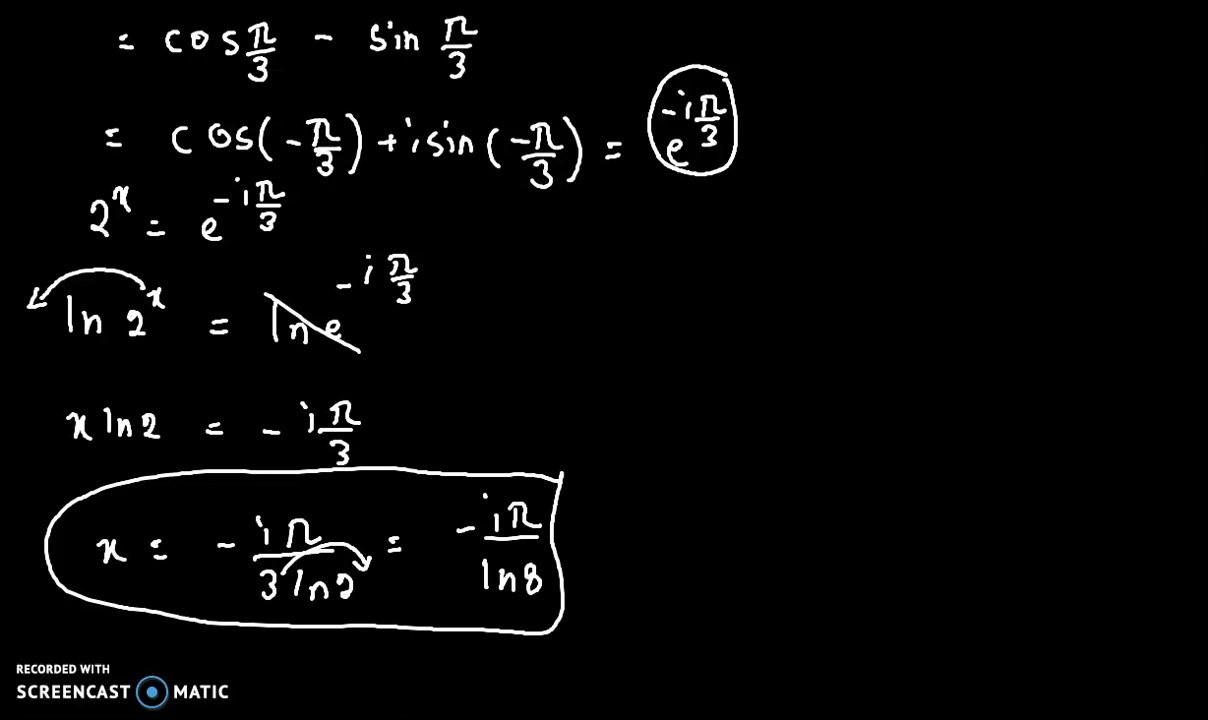 = cos π/3 - sin π/3
= cos(-π/3) + i sin(-π/3) = e^(-iπ/3)
2^x = e^(-iπ/3)
ln 2^x = ln e^(-iπ/3)
x ln 2 = -iπ/3
x = -iπ/(3 ln 2) = -iπ/ln 8
RECORDED WITH
SCREENCAST MATIC